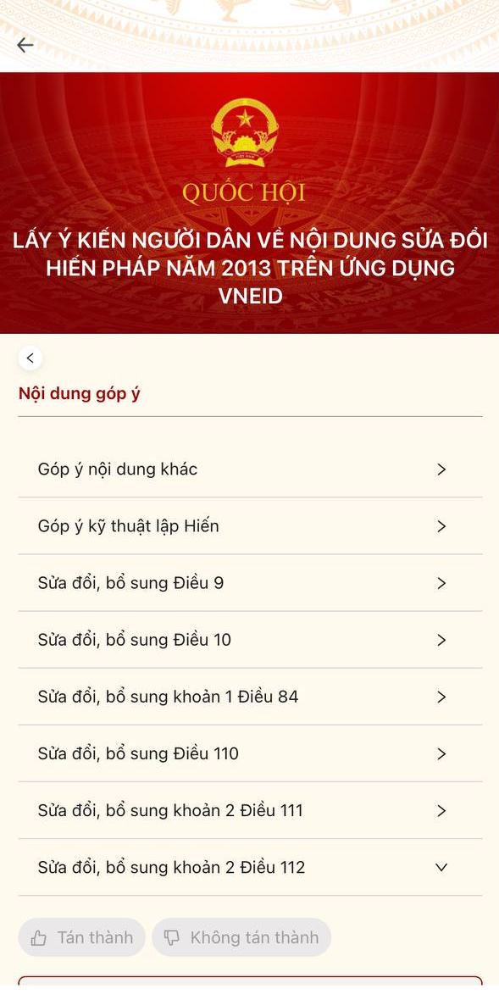 QUỐC HỘI
LẤY Ý KIẾN NGƯỜI DÂN VỀ NỘI DUNG SỬA ĐỔI
HIẾN PHÁP NĂM 2013 TRÊN ỨNG DỤNG
VNEID
Nội dung góp ý
Góp ý nội dung khác
Góp ý kỹ thuật lập Hiến
Sửa đổi, bổ sung Điều 9
Sửa đổi, bổ sung Điều 10
Sửa đổi, bổ sung khoản 1 Điều 84
Sửa đổi, bổ sung Điều 110
Sửa đổi, bổ sung khoản 2 Điều 111
Sửa đổi, bổ sung khoản 2 Điều 112
Tán thành Không tán thành